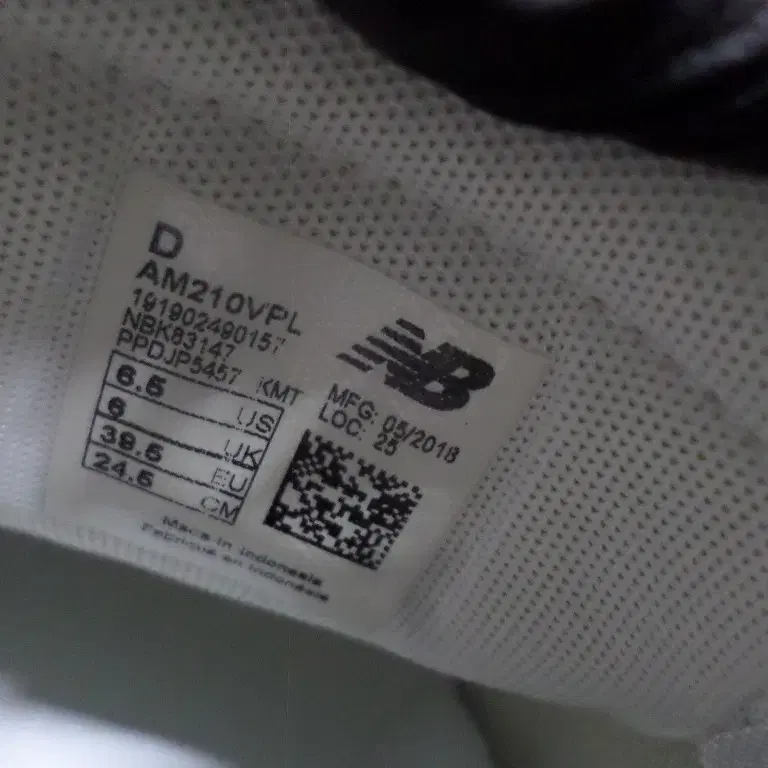 D
AM210VPL
191902490157
NBK83147
PPDJP5457 KMT
6.5 US
6 UK
39.5 EU
24.5 CM
NB
MFG: 05/2018
LOC: 25
Made in Indonesia
Fabriqué en Indonésie